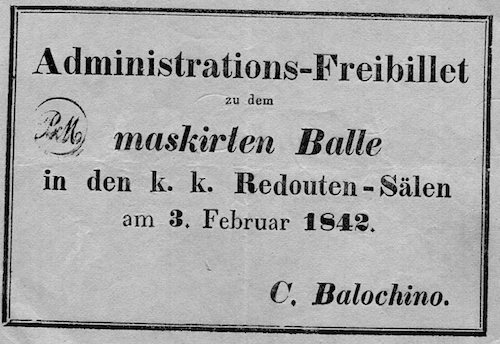 Administrations-Freibillet
zu dem
maskirten Balle
in den k. k. Redouten-Sälen
am 3. Februar 1842.
C. Balochino.